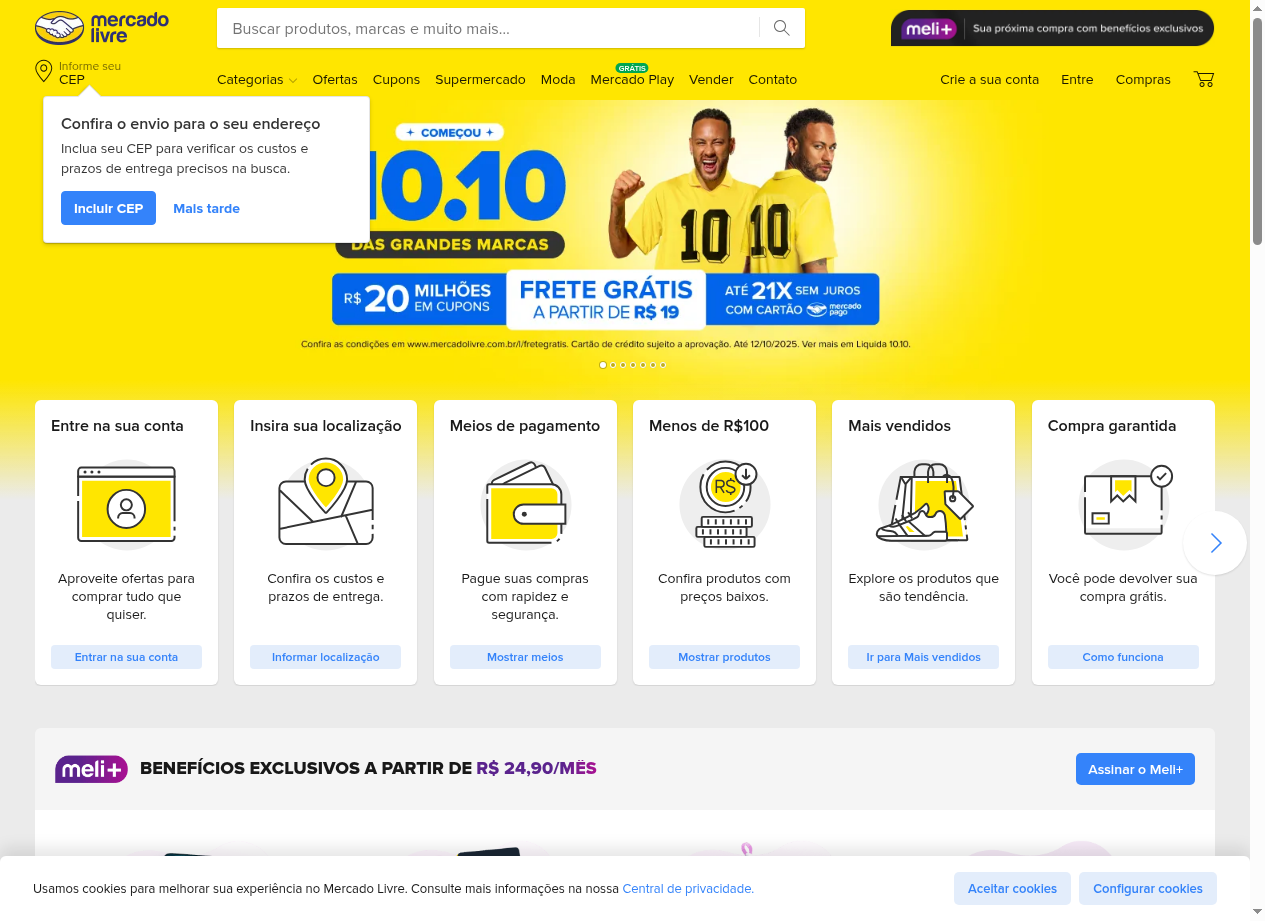 mercado
livre
Buscar produtos, marcas e muito mais...
meli+ Sua próxima compra com benefícios exclusivos
Informe seu
CEP
Categorias Ofertas Cupons Supermercado Moda Mercado Play Vender Contato
GRÁTIS
Crie a sua conta Entre Compras
Confira o envio para o seu endereço
Inclua seu CEP para verificar os custos e
prazos de entrega precisos na busca.
Incluir CEP Mais tarde
COMEÇOU
10.10
DAS GRANDES MARCAS
10 10
R$ 20 MILHÕES
EM CUPONS
FRETE GRÁTIS
A PARTIR DE R$ 19
ATÉ 21X SEM JUROS
COM CARTÃO mercado pago
Confira as condições em www.mercadolivre.com.br/l/fretegratis. Cartão de crédito sujeito a aprovação. Até 12/10/2025. Ver mais em Liquida 10.10.
Entre na sua conta
Aproveite ofertas para
comprar tudo que
quiser.
Entrar na sua conta
Insira sua localização
Confira os custos e
prazos de entrega.
Informar localização
Meios de pagamento
Pague suas compras
com rapidez e
segurança.
Mostrar meios
Menos de R$100
R$
Confira produtos com
preços baixos.
Mostrar produtos
Mais vendidos
Explore os produtos que
são tendência.
Ir para Mais vendidos
Compra garantida
Você pode devolver sua
compra grátis.
Como funciona
meli+ BENEFÍCIOS EXCLUSIVOS A PARTIR DE R$ 24,90/MÊS
Assinar o Meli+
Usamos cookies para melhorar sua experiência no Mercado Livre. Consulte mais informações na nossa Central de privacidade.
Aceitar cookies Configurar cookies